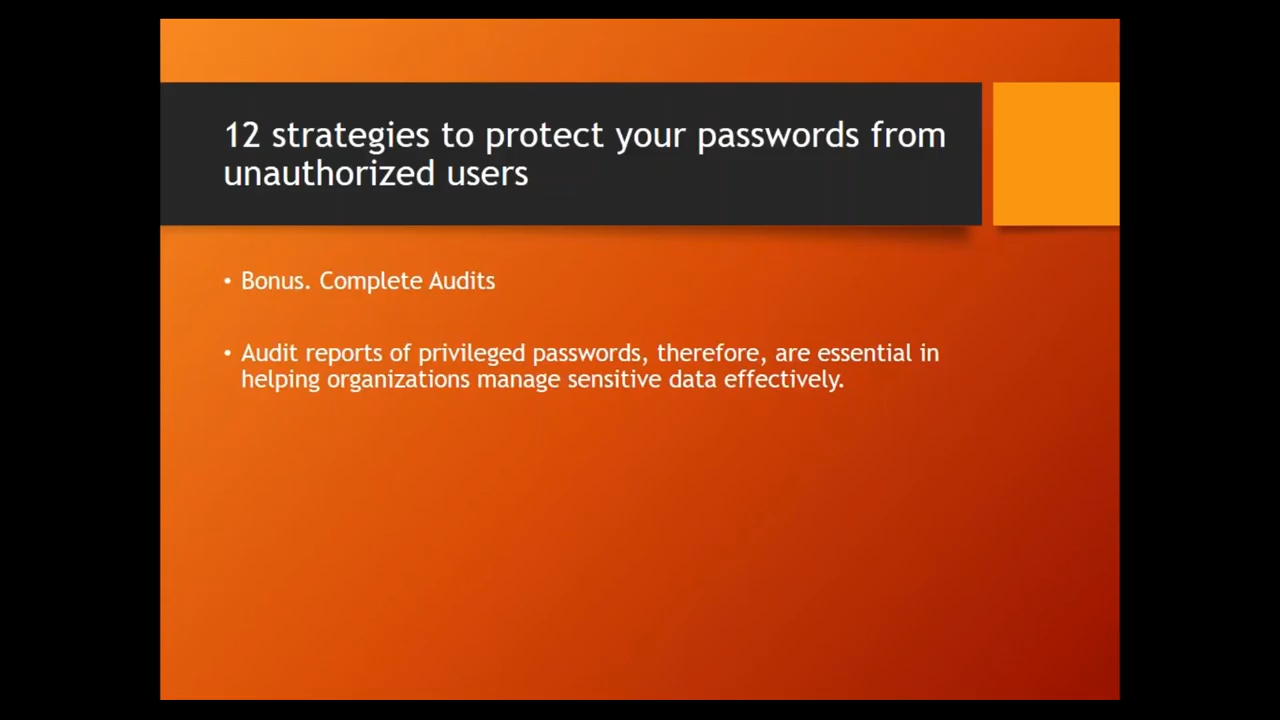 12 strategies to protect your passwords from
unauthorized users
• Bonus. Complete Audits
• Audit reports of privileged passwords, therefore, are essential in
helping organizations manage sensitive data effectively.